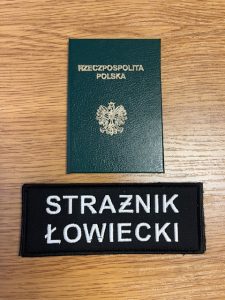 RZECZPOSPOLITA
POLSKA
STRAŻNIK
ŁOWIECKI